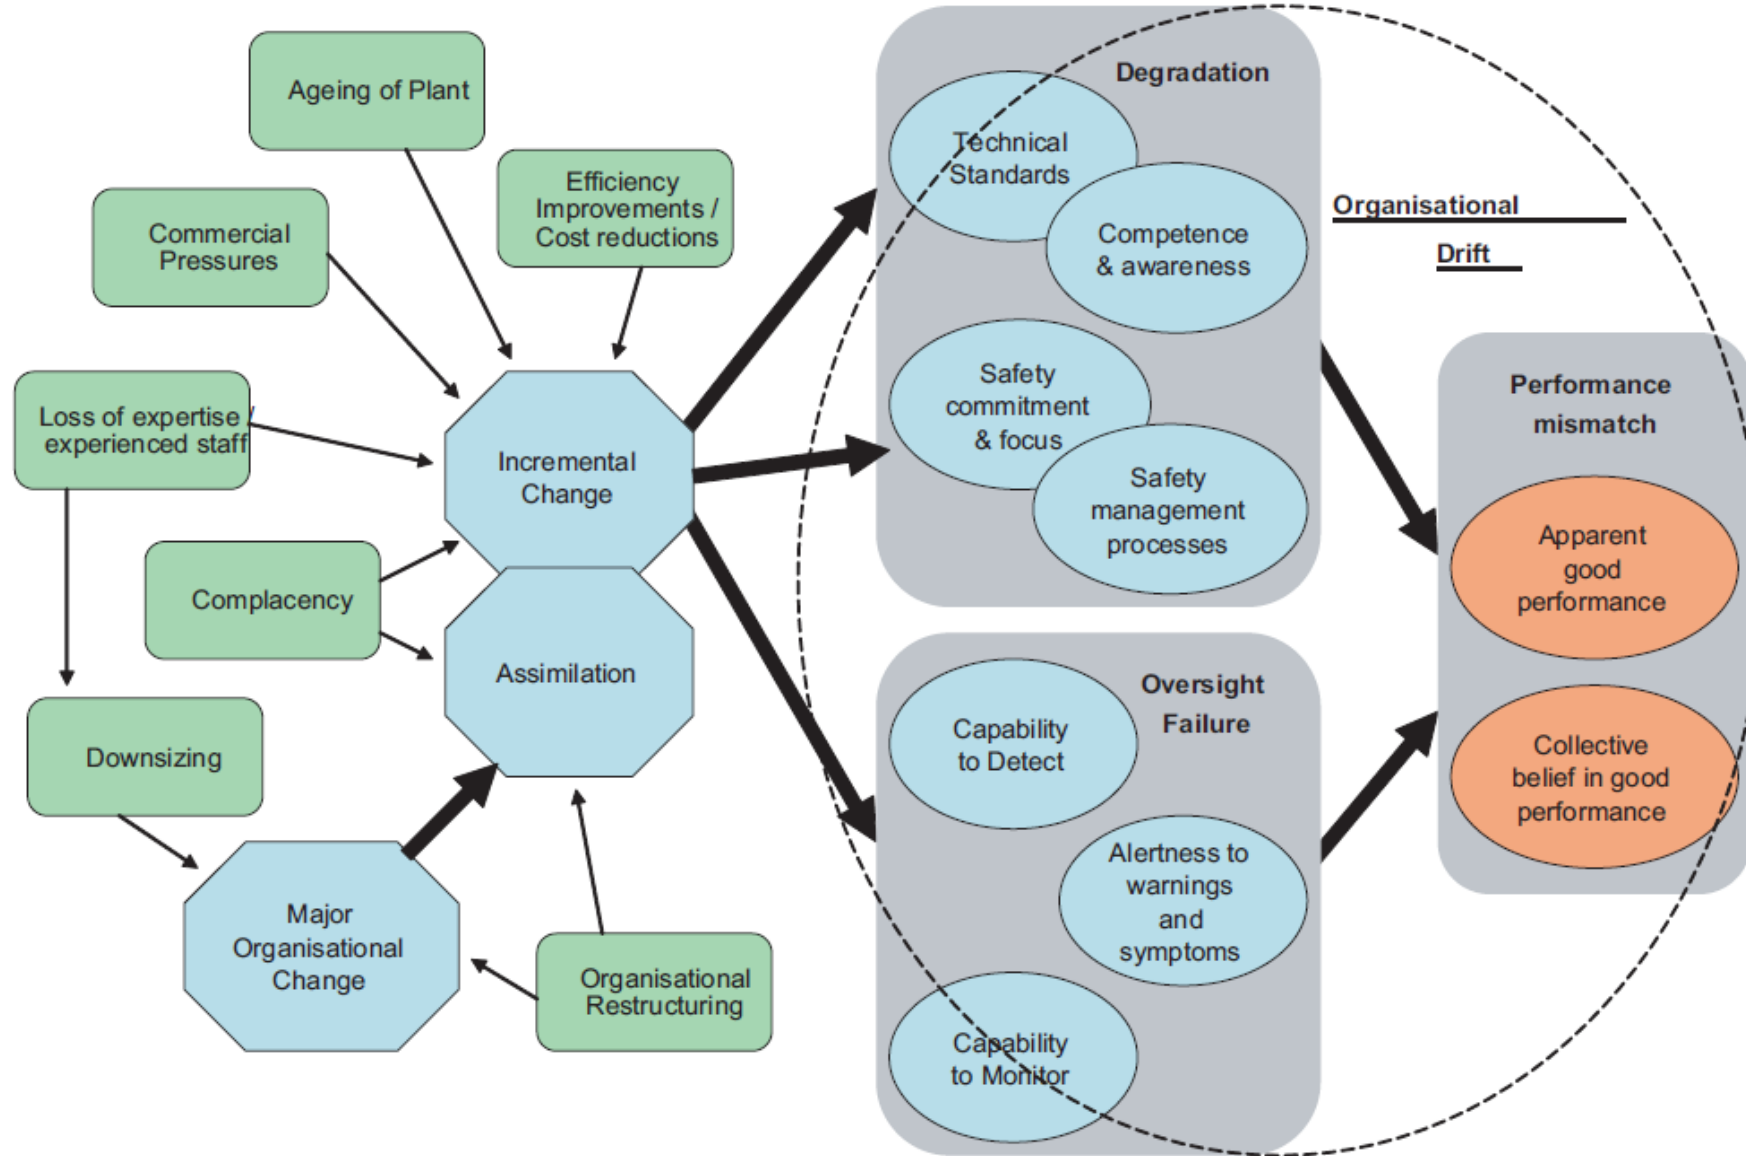 Ageing of Plant
Efficiency
Improvements /
Cost reductions
Commercial
Pressures
Loss of expertise /
experienced staff
Complacency
Downsizing
Incremental
Change
Assimilation
Major
Organisational
Change
Organisational
Restructuring
Degradation
Technical
Standards
Competence
& awareness
Safety
commitment
& focus
Safety
management
processes
Oversight
Failure
Capability
to Detect
Alertness to
warnings
and
symptoms
Capability
to Monitor
Organisational
Drift
Performance
mismatch
Apparent
good
performance
Collective
belief in good
performance